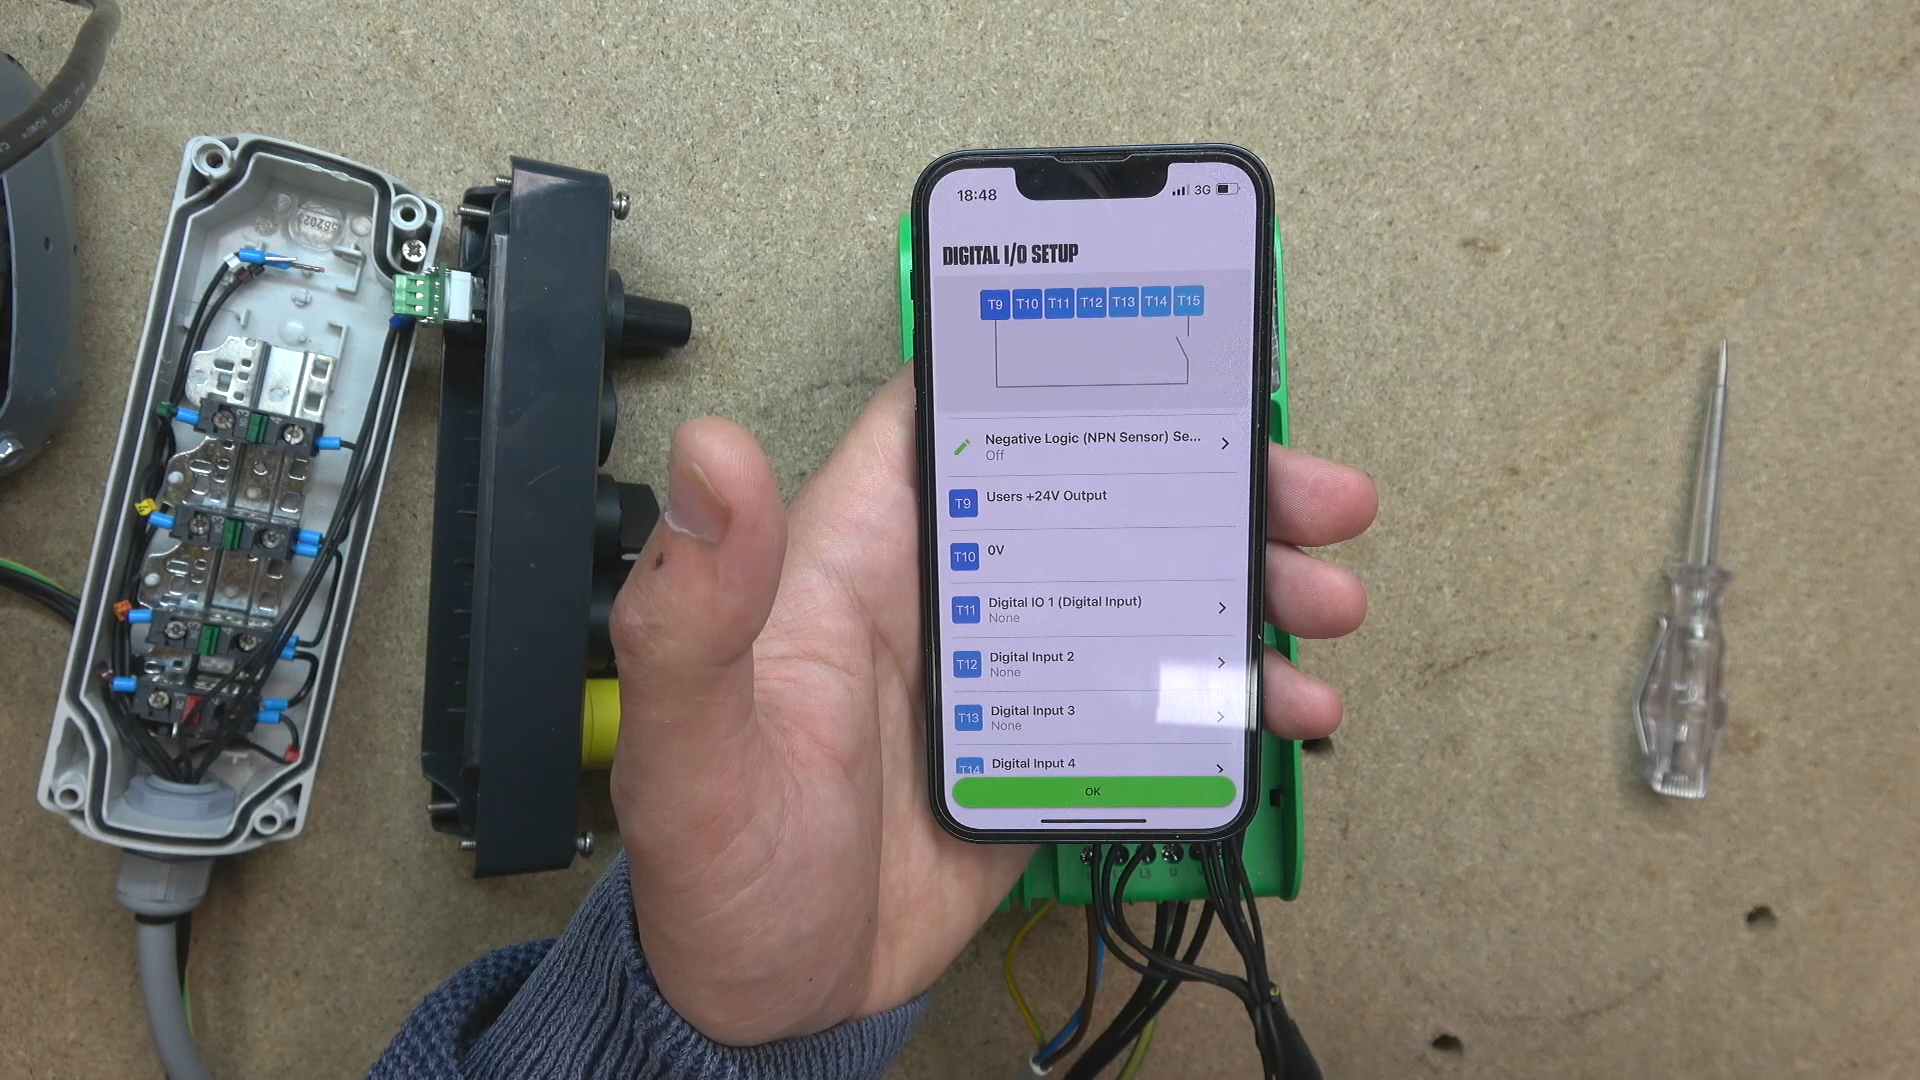 18:48
3G
DIGITAL I/O SETUP
T9 T10 T11 T12 T13 T14 T15
Negative Logic (NPN Sensor) Se...
Off
T9 Users +24V Output
T10 0V
T11 Digital IO 1 (Digital Input)
None
T12 Digital Input 2
None
T13 Digital Input 3
None
T14 Digital Input 4
OK